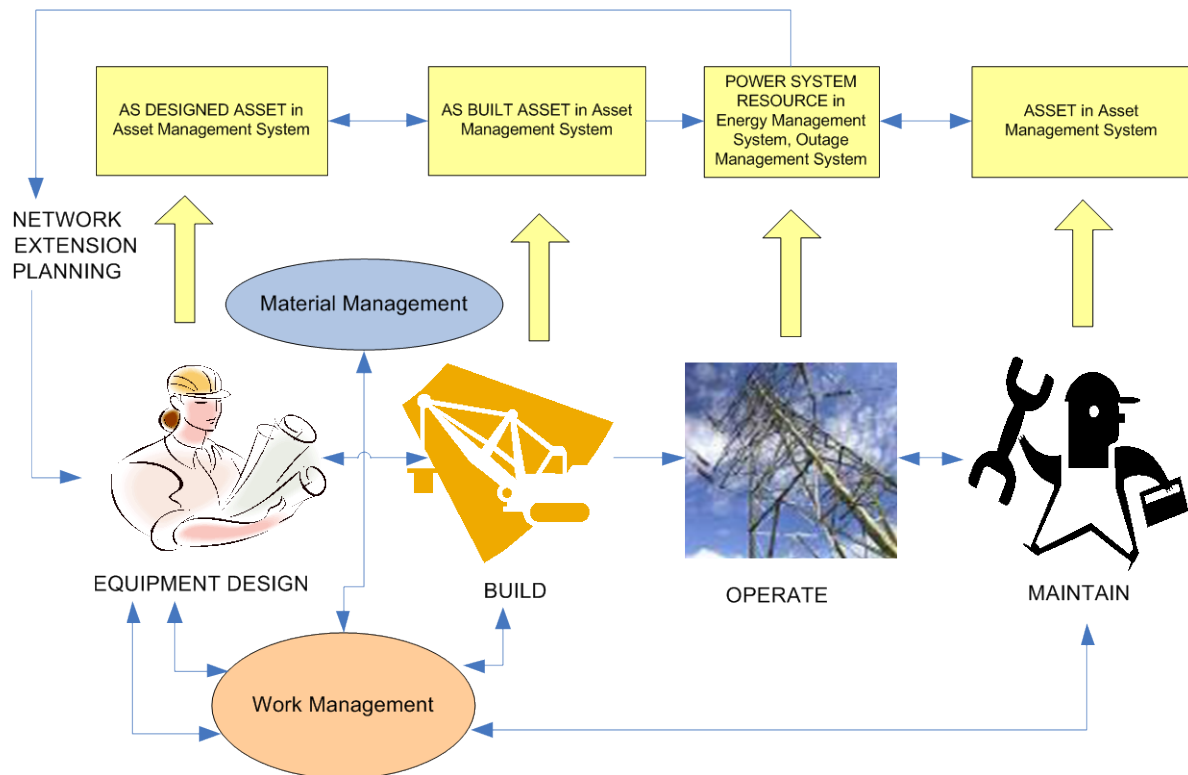 AS DESIGNED ASSET in
Asset Management System
AS BUILT ASSET in Asset
Management System
POWER SYSTEM
RESOURCE in
Energy Management
System, Outage
Management System
ASSET in Asset
Management System
NETWORK
EXTENSION
PLANNING
Material Management
EQUIPMENT DESIGN
BUILD
OPERATE
MAINTAIN
Work Management